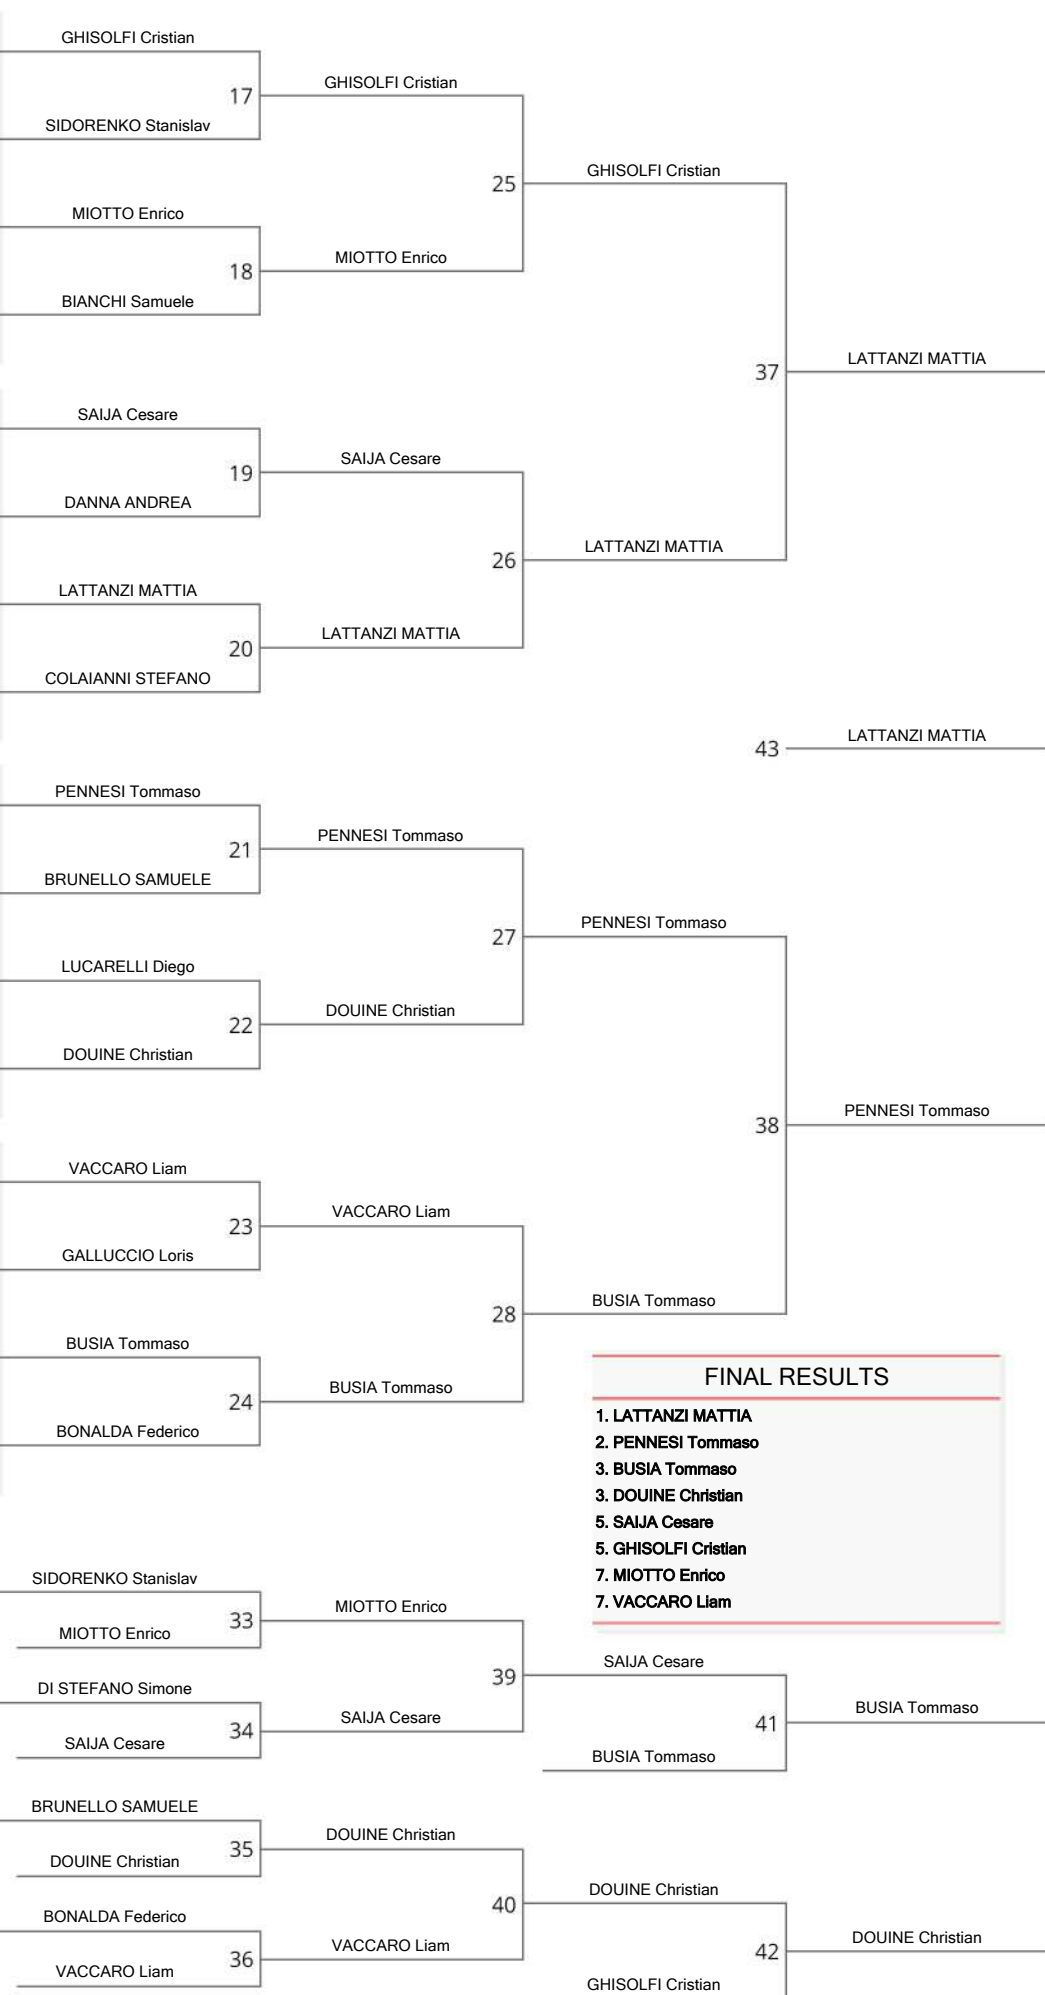 GHISOLFI Cristian
17
GHISOLFI Cristian
SIDORENKO Stanislav
25
GHISOLFI Cristian
MIOTTO Enrico
18
MIOTTO Enrico
BIANCHI Samuele
37
LATTANZI MATTIA
SAIJA Cesare
19
SAIJA Cesare
DANNA ANDREA
26
LATTANZI MATTIA
LATTANZI MATTIA
20
LATTANZI MATTIA
COLAIANNI STEFANO
43
LATTANZI MATTIA
PENNESI Tommaso
21
PENNESI Tommaso
BRUNELLO SAMUELE
27
PENNESI Tommaso
LUCARELLI Diego
22
DOUINE Christian
DOUINE Christian
38
PENNESI Tommaso
VACCARO Liam
23
VACCARO Liam
GALLUCCIO Loris
28
BUSIA Tommaso
BUSIA Tommaso
24
BUSIA Tommaso
BONALDA Federico
FINAL RESULTS
1. LATTANZI MATTIA
2. PENNESI Tommaso
3. BUSIA Tommaso
3. DOUINE Christian
5. SAIJA Cesare
5. GHISOLFI Cristian
7. MIOTTO Enrico
7. VACCARO Liam
SIDORENKO Stanislav
33
MIOTTO Enrico
MIOTTO Enrico
39
SAIJA Cesare
DI STEFANO Simone
34
SAIJA Cesare
SAIJA Cesare
41
BUSIA Tommaso
BUSIA Tommaso
BRUNELLO SAMUELE
35
DOUINE Christian
DOUINE Christian
40
DOUINE Christian
BONALDA Federico
36
VACCARO Liam
VACCARO Liam
42
DOUINE Christian
GHISOLFI Cristian